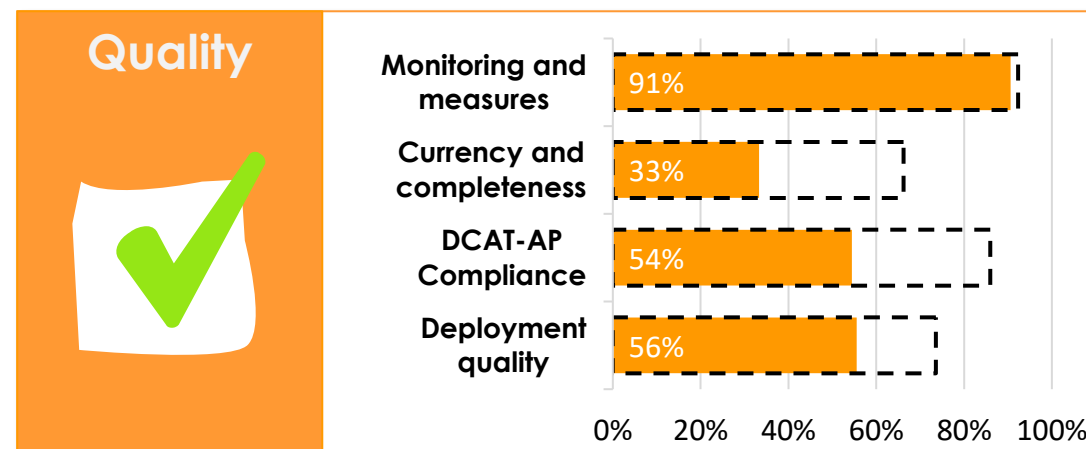 Quality
Monitoring and
measures
91%
Currency and
completeness
33%
DCAT-AP
Compliance
54%
Deployment
quality
56%
0% 20% 40% 60% 80% 100%